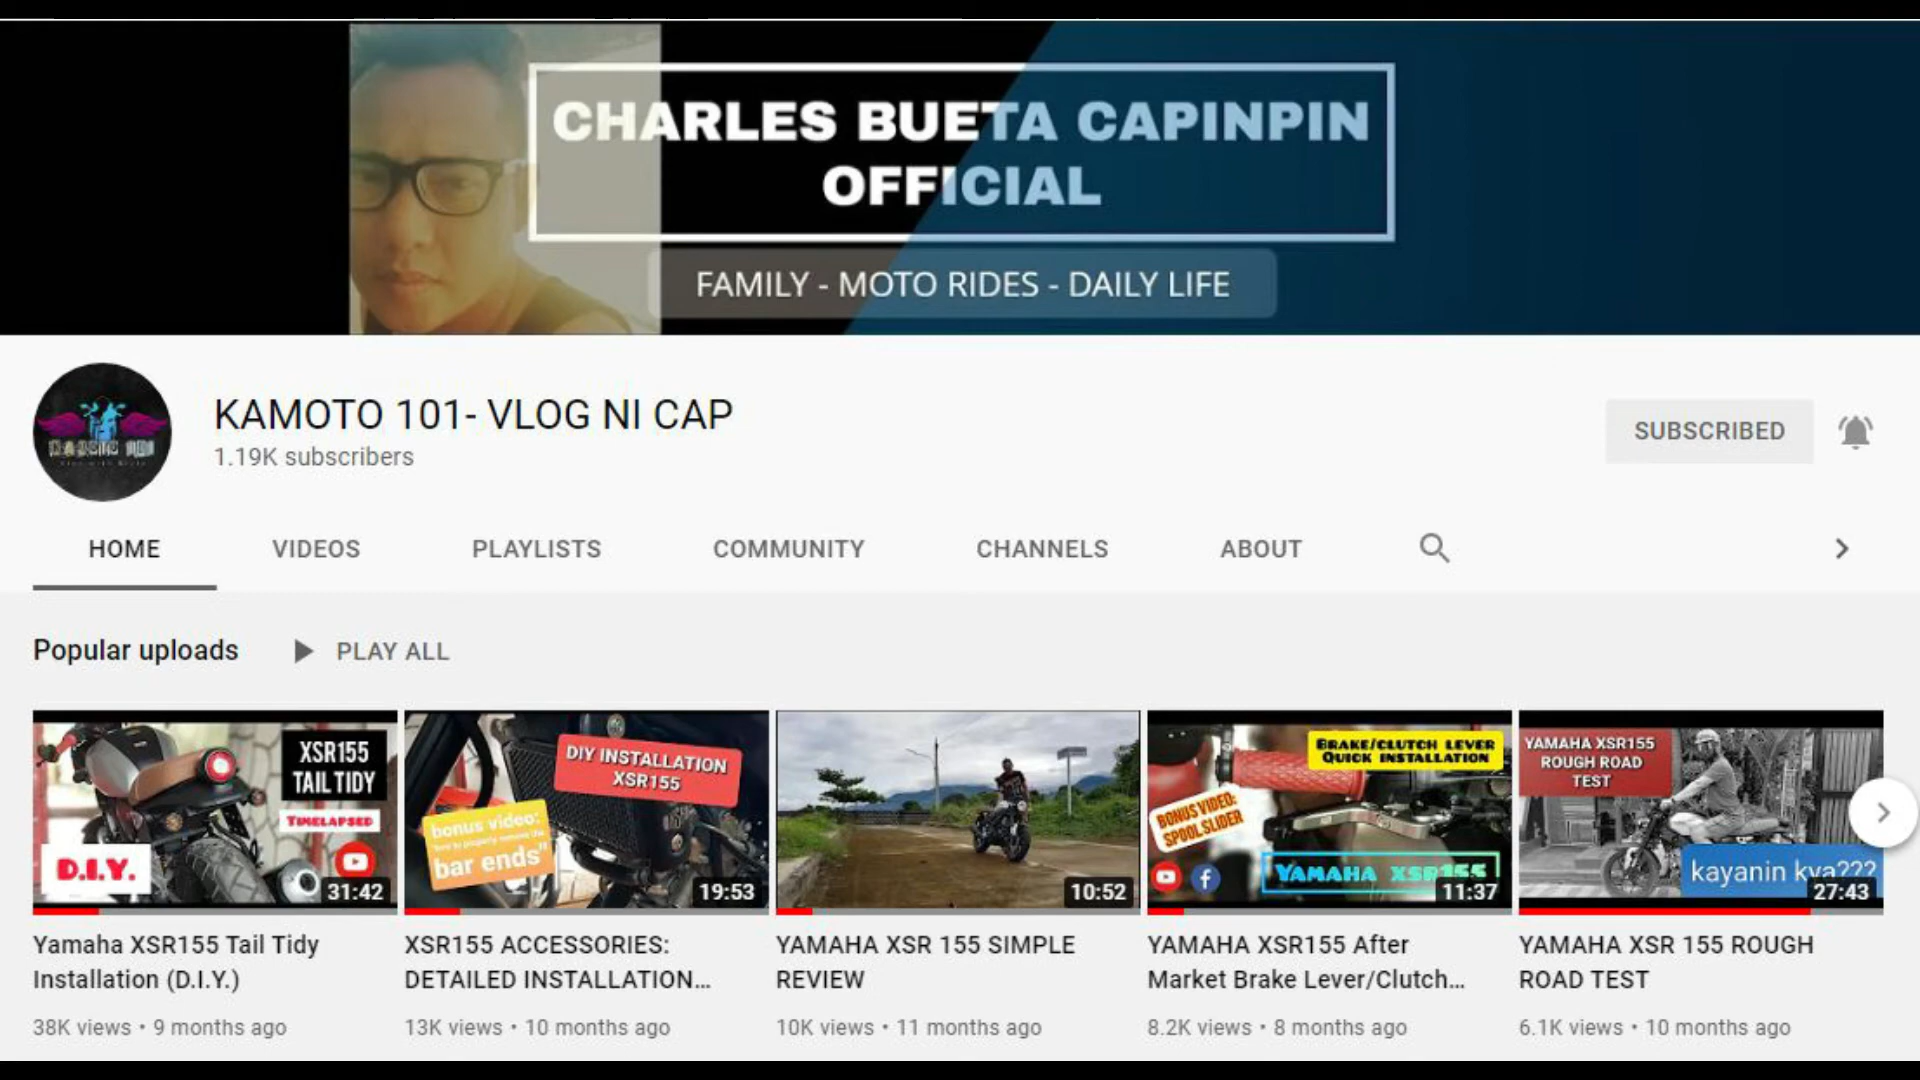 CHARLES BUETA CAPINPIN
OFFICIAL
FAMILY - MOTO RIDES - DAILY LIFE
KAMOTO 101- VLOG NI CAP
1.19K subscribers
SUBSCRIBED
HOME VIDEOS PLAYLISTS COMMUNITY CHANNELS ABOUT
Popular uploads PLAY ALL
XSR155
TAIL TIDY
TIMELAPSED
D.I.Y.
31:42
DIY INSTALLATION
XSR155
bonus video:
bar ends"
19:53
10:52
BRAKE/CLUTCH LEVER
QUICK INSTALLATION
BONUS VIDEO:
SPOOL SLIDER
YAMAHA XSR155
11:37
YAMAHA XSR155
ROUGH ROAD
TEST
kayanin kya???
27:43
Yamaha XSR155 Tail Tidy
Installation (D.I.Y.)
38K views • 9 months ago
XSR155 ACCESSORIES:
DETAILED INSTALLATION...
13K views • 10 months ago
YAMAHA XSR 155 SIMPLE
REVIEW
10K views • 11 months ago
YAMAHA XSR155 After
Market Brake Lever/Clutch...
8.2K views • 8 months ago
YAMAHA XSR 155 ROUGH
ROAD TEST
6.1K views • 10 months ago